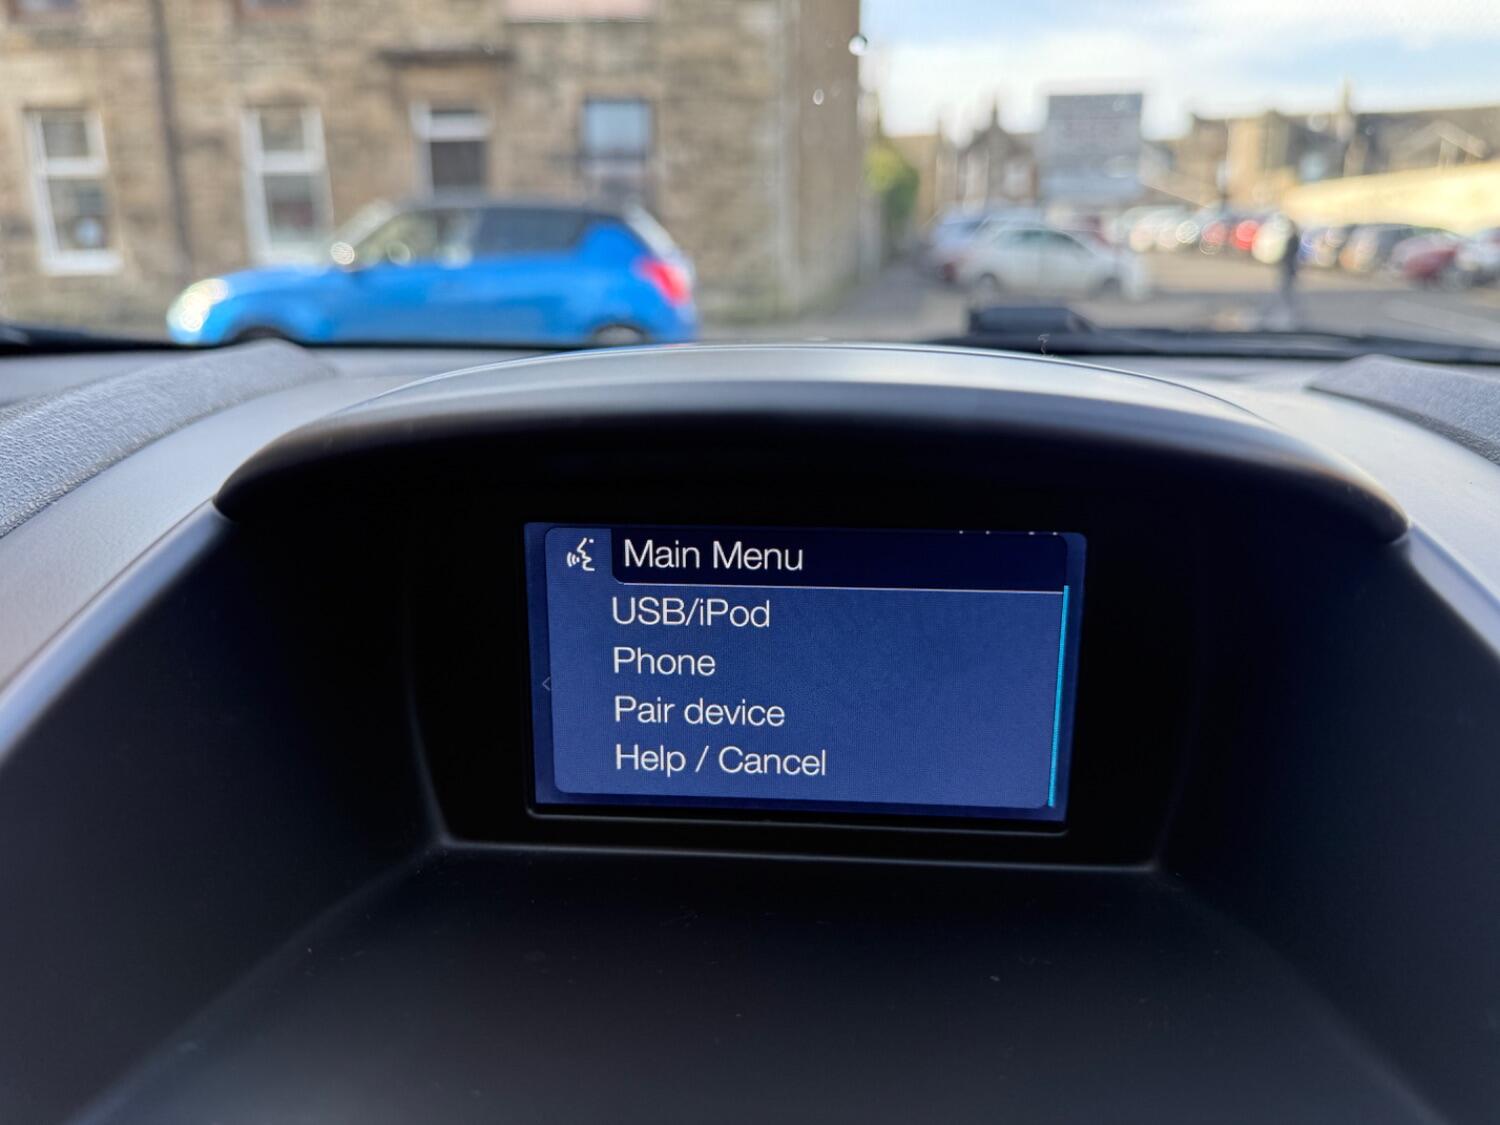 Main Menu
USB/iPod
Phone
Pair device
Help / Cancel